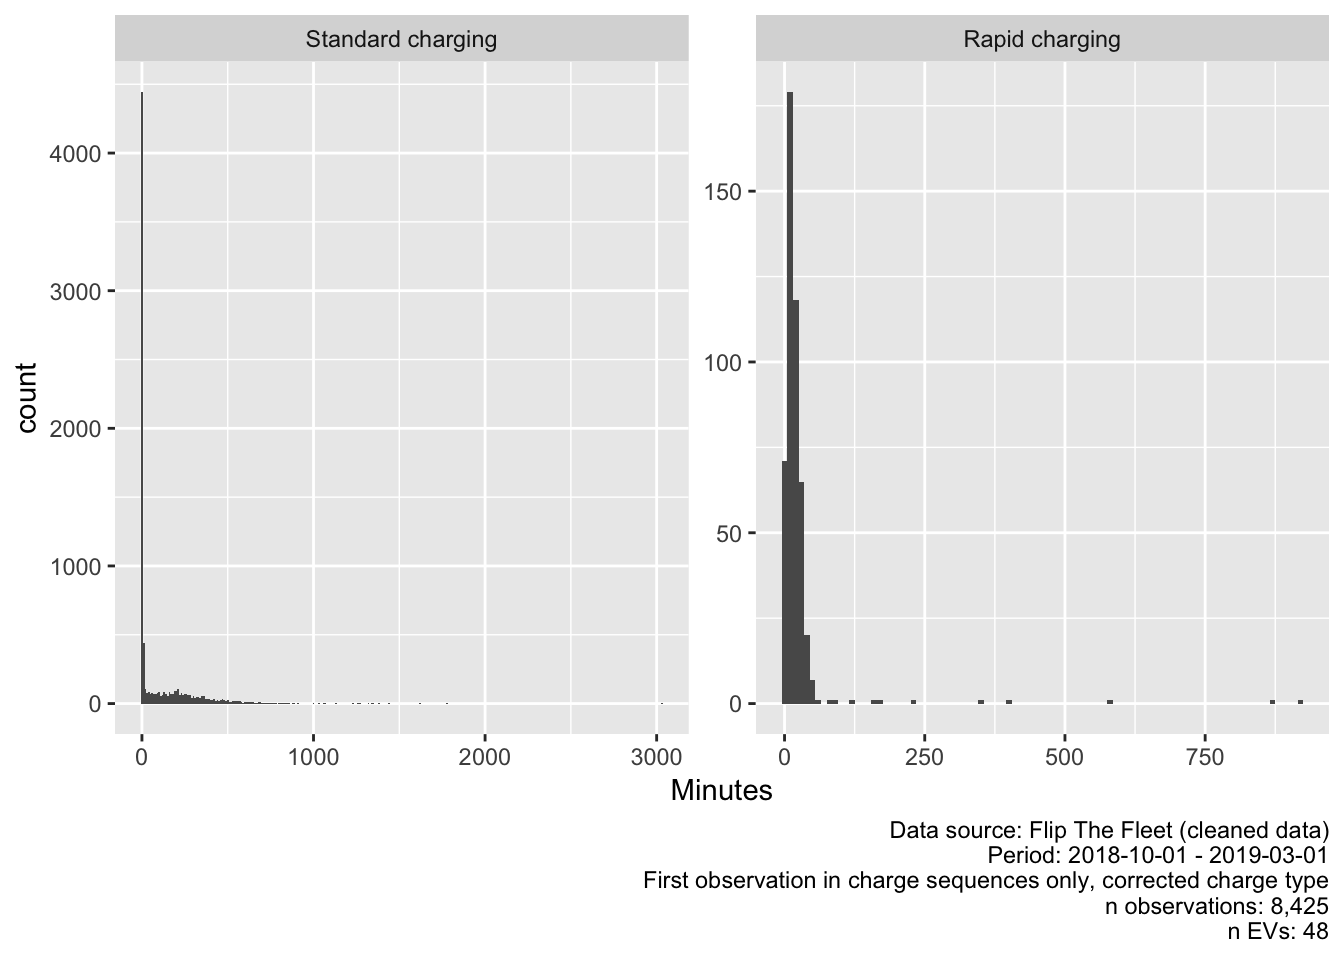 Standard charging
Rapid charging
count
4000
3000
2000
1000
0
0
1000
2000
3000
150
100
50
0
0
250
500
750
Minutes
Data source: Flip The Fleet (cleaned data)
Period: 2018-10-01 - 2019-03-01
First observation in charge sequences only, corrected charge type
n observations: 8,425
n EVs: 48